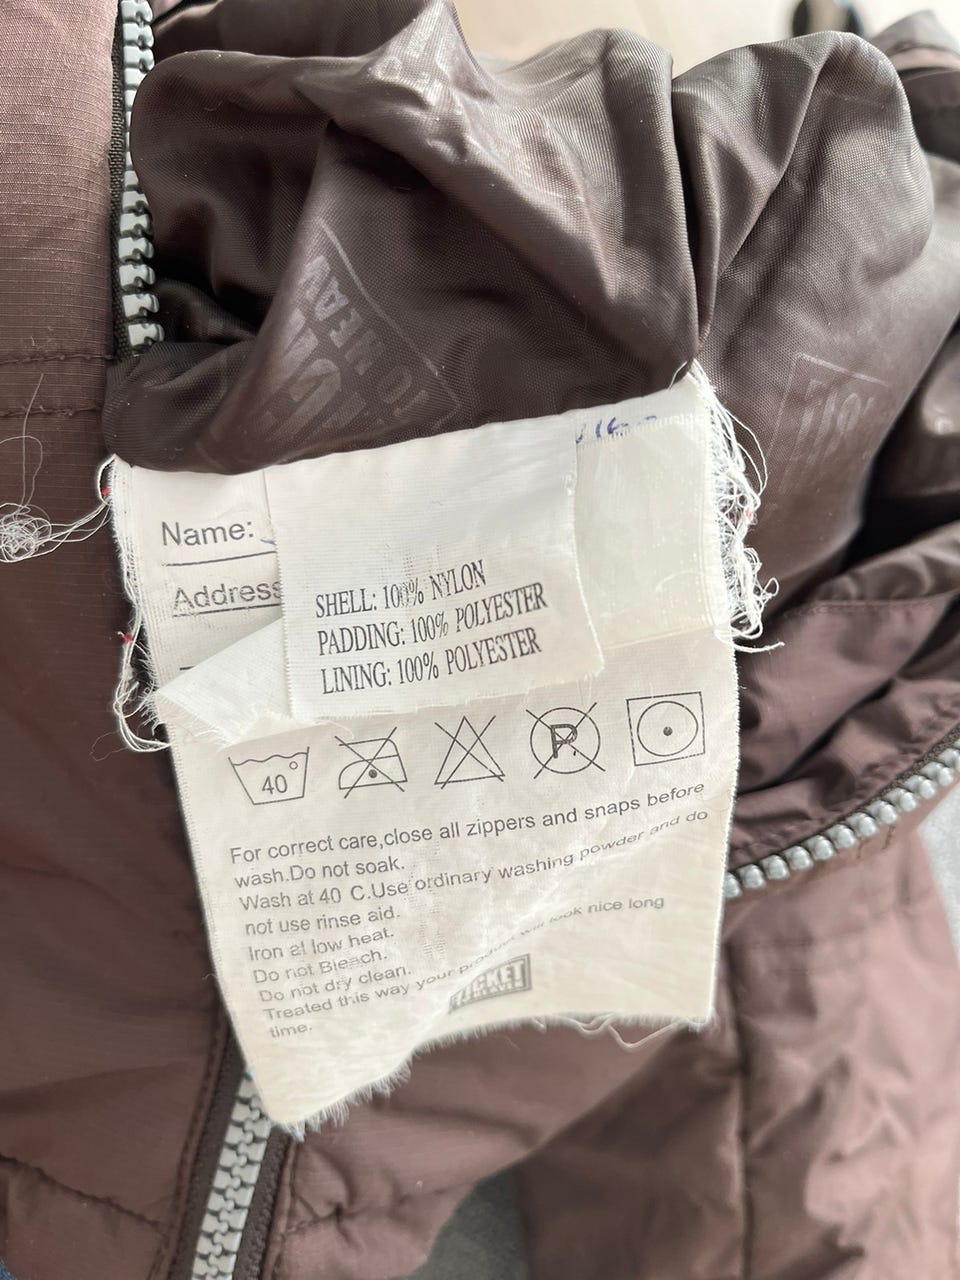 TO HEAV
Name:
Address
SHELL: 100% NYLON
PADDING: 100% POLYESTER
LINING: 100% POLYESTER
40
P
For correct care,close all zippers and snaps before
wash.Do not soak.
Wash at 40 C.Use ordinary washing powder and do
not use rinse aid.
Iron at low heat.
Do not Bleach.
Do not dry clean.
Treated this way your product will look nice long
time.
TICKET